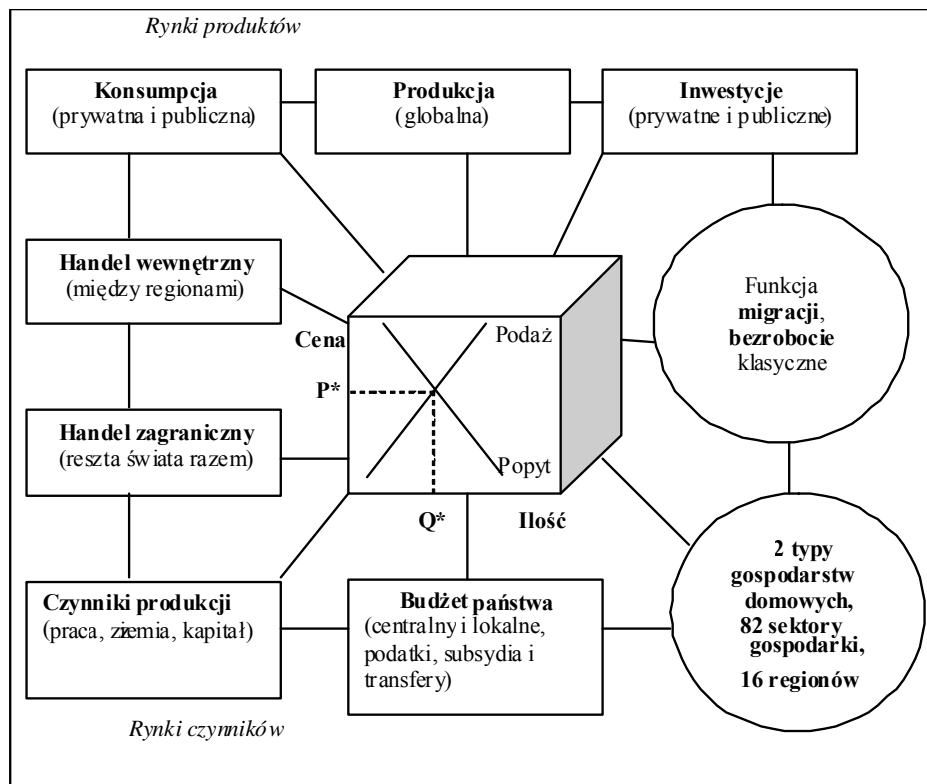 Rynki produktów
Konsumpcja
(prywatna i publiczna)
Produkcja
(globalna)
Inwestycje
(prywatne i publiczne)
Handel wewnętrzny
(między regionami)
Funkcja
migracji,
bezrobocie
klasyczne
Cena
Podaż
P*
Handel zagraniczny
(reszta świata razem)
Popyt
Q*
Ilość
Czynniki produkcji
(praca, ziemia, kapitał)
Budżet państwa
(centralny i lokalne,
podatki, subsydia i
transfery)
2 typy
gospodarstw
domowych,
82 sektory
gospodarki,
16 regionów
Rynki czynników